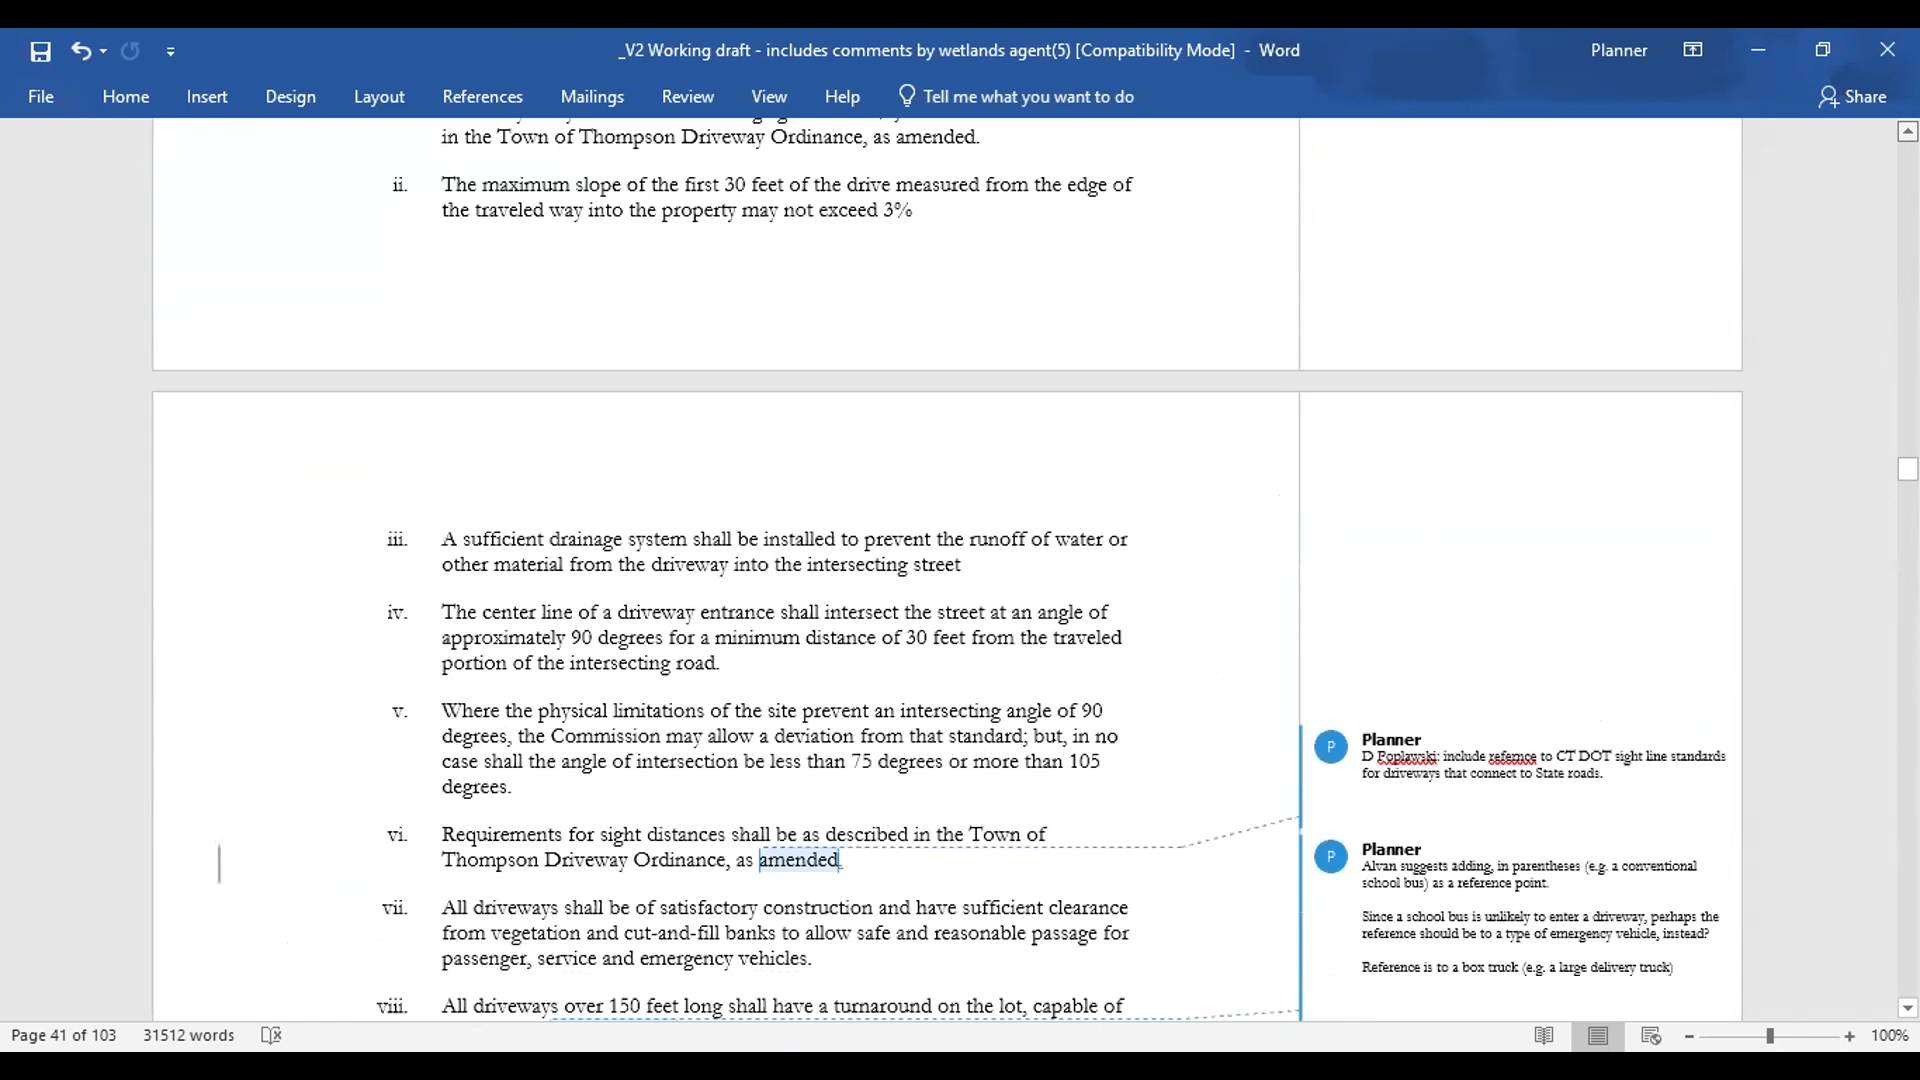 _V2 Working draft - includes comments by wetlands agent(5) [Compatibility Mode] - Word
Planner
File Home Insert Design Layout References Mailings Review View Help Tell me what you want to do Share
in the Town of Thompson Driveway Ordinance, as amended.
ii. The maximum slope of the first 30 feet of the drive measured from the edge of
the traveled way into the property may not exceed 3%
iii. A sufficient drainage system shall be installed to prevent the runoff of water or
other material from the driveway into the intersecting street
iv. The center line of a driveway entrance shall intersect the street at an angle of
approximately 90 degrees for a minimum distance of 30 feet from the traveled
portion of the intersecting road.
v. Where the physical limitations of the site prevent an intersecting angle of 90
degrees, the Commission may allow a deviation from that standard; but, in no
case shall the angle of intersection be less than 75 degrees or more than 105
degrees.
vi. Requirements for sight distances shall be as described in the Town of
Thompson Driveway Ordinance, as amended.
vii. All driveways shall be of satisfactory construction and have sufficient clearance
from vegetation and cut-and-fill banks to allow safe and reasonable passage for
passenger, service and emergency vehicles.
viii. All driveways over 150 feet long shall have a turnaround on the lot, capable of
P Planner
D Poplawski: include refernce to CT DOT sight line standards
for driveways that connect to State roads.
P Planner
Alvan suggests adding, in parentheses (e.g. a conventional
school bus) as a reference point.
Since a school bus is unlikely to enter a driveway, perhaps the
reference should be to a type of emergency vehicle, instead?
Reference is to a box truck (e.g. a large delivery truck)
Page 41 of 103 31512 words
100%